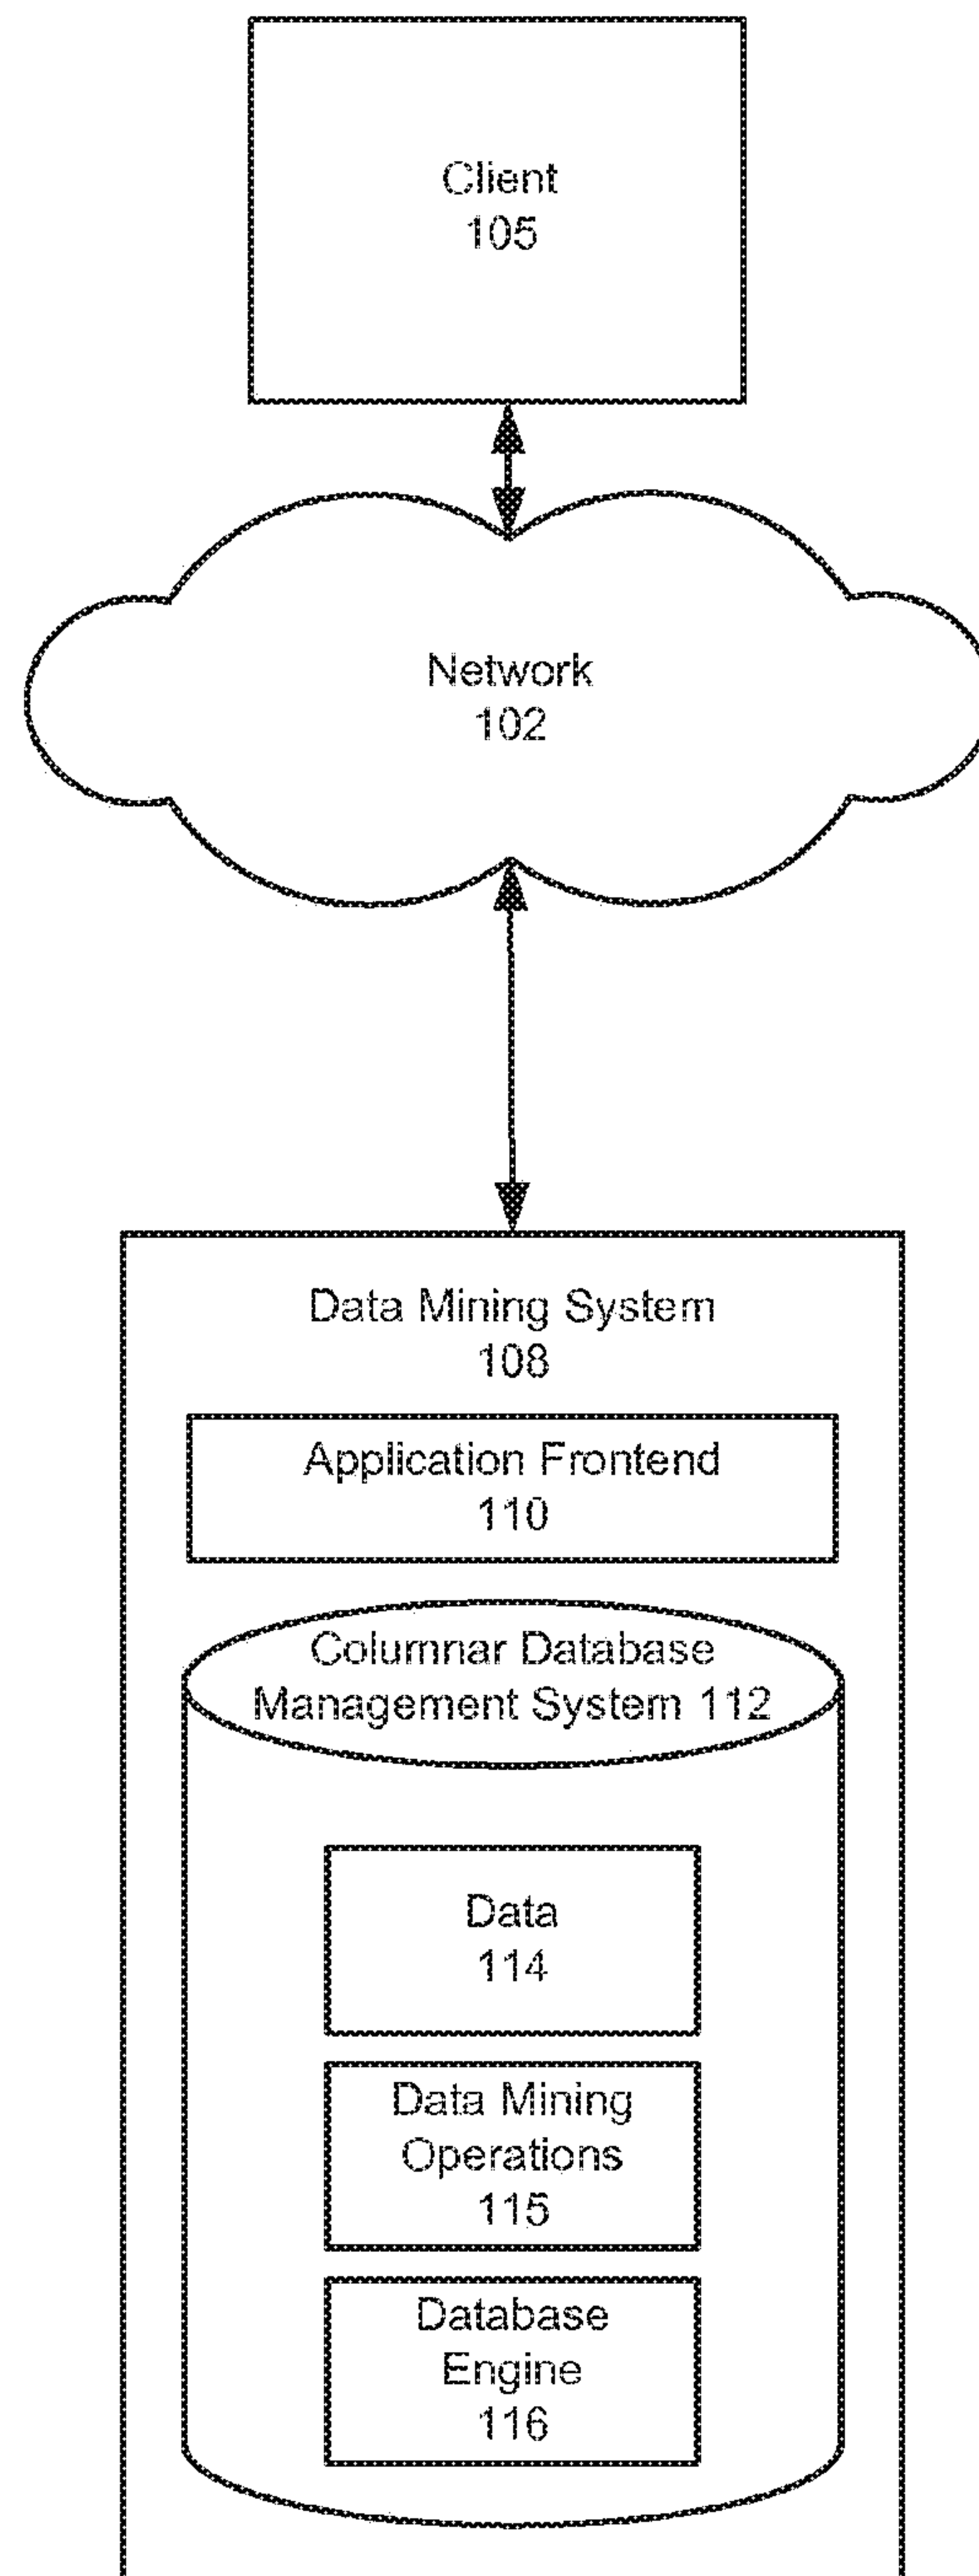 Client
105
Network
102
Data Mining System
108
Application Frontend
110
Columnar Database
Management System 112
Data
114
Data Mining
Operations
115
Database
Engine
116